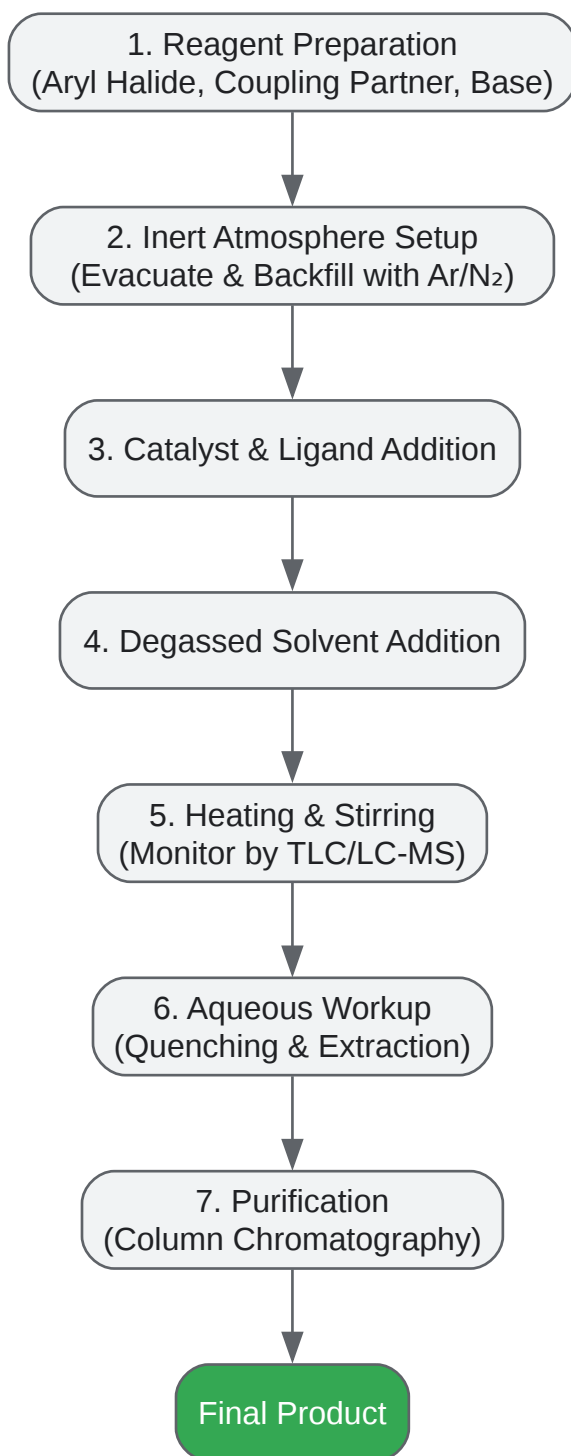 1. Reagent Preparation
(Aryl Halide, Coupling Partner, Base)
2. Inert Atmosphere Setup
(Evacuate & Backfill with Ar/N₂)
3. Catalyst & Ligand Addition
4. Degassed Solvent Addition
5. Heating & Stirring
(Monitor by TLC/LC-MS)
6. Aqueous Workup
(Quenching & Extraction)
7. Purification
(Column Chromatography)
Final Product